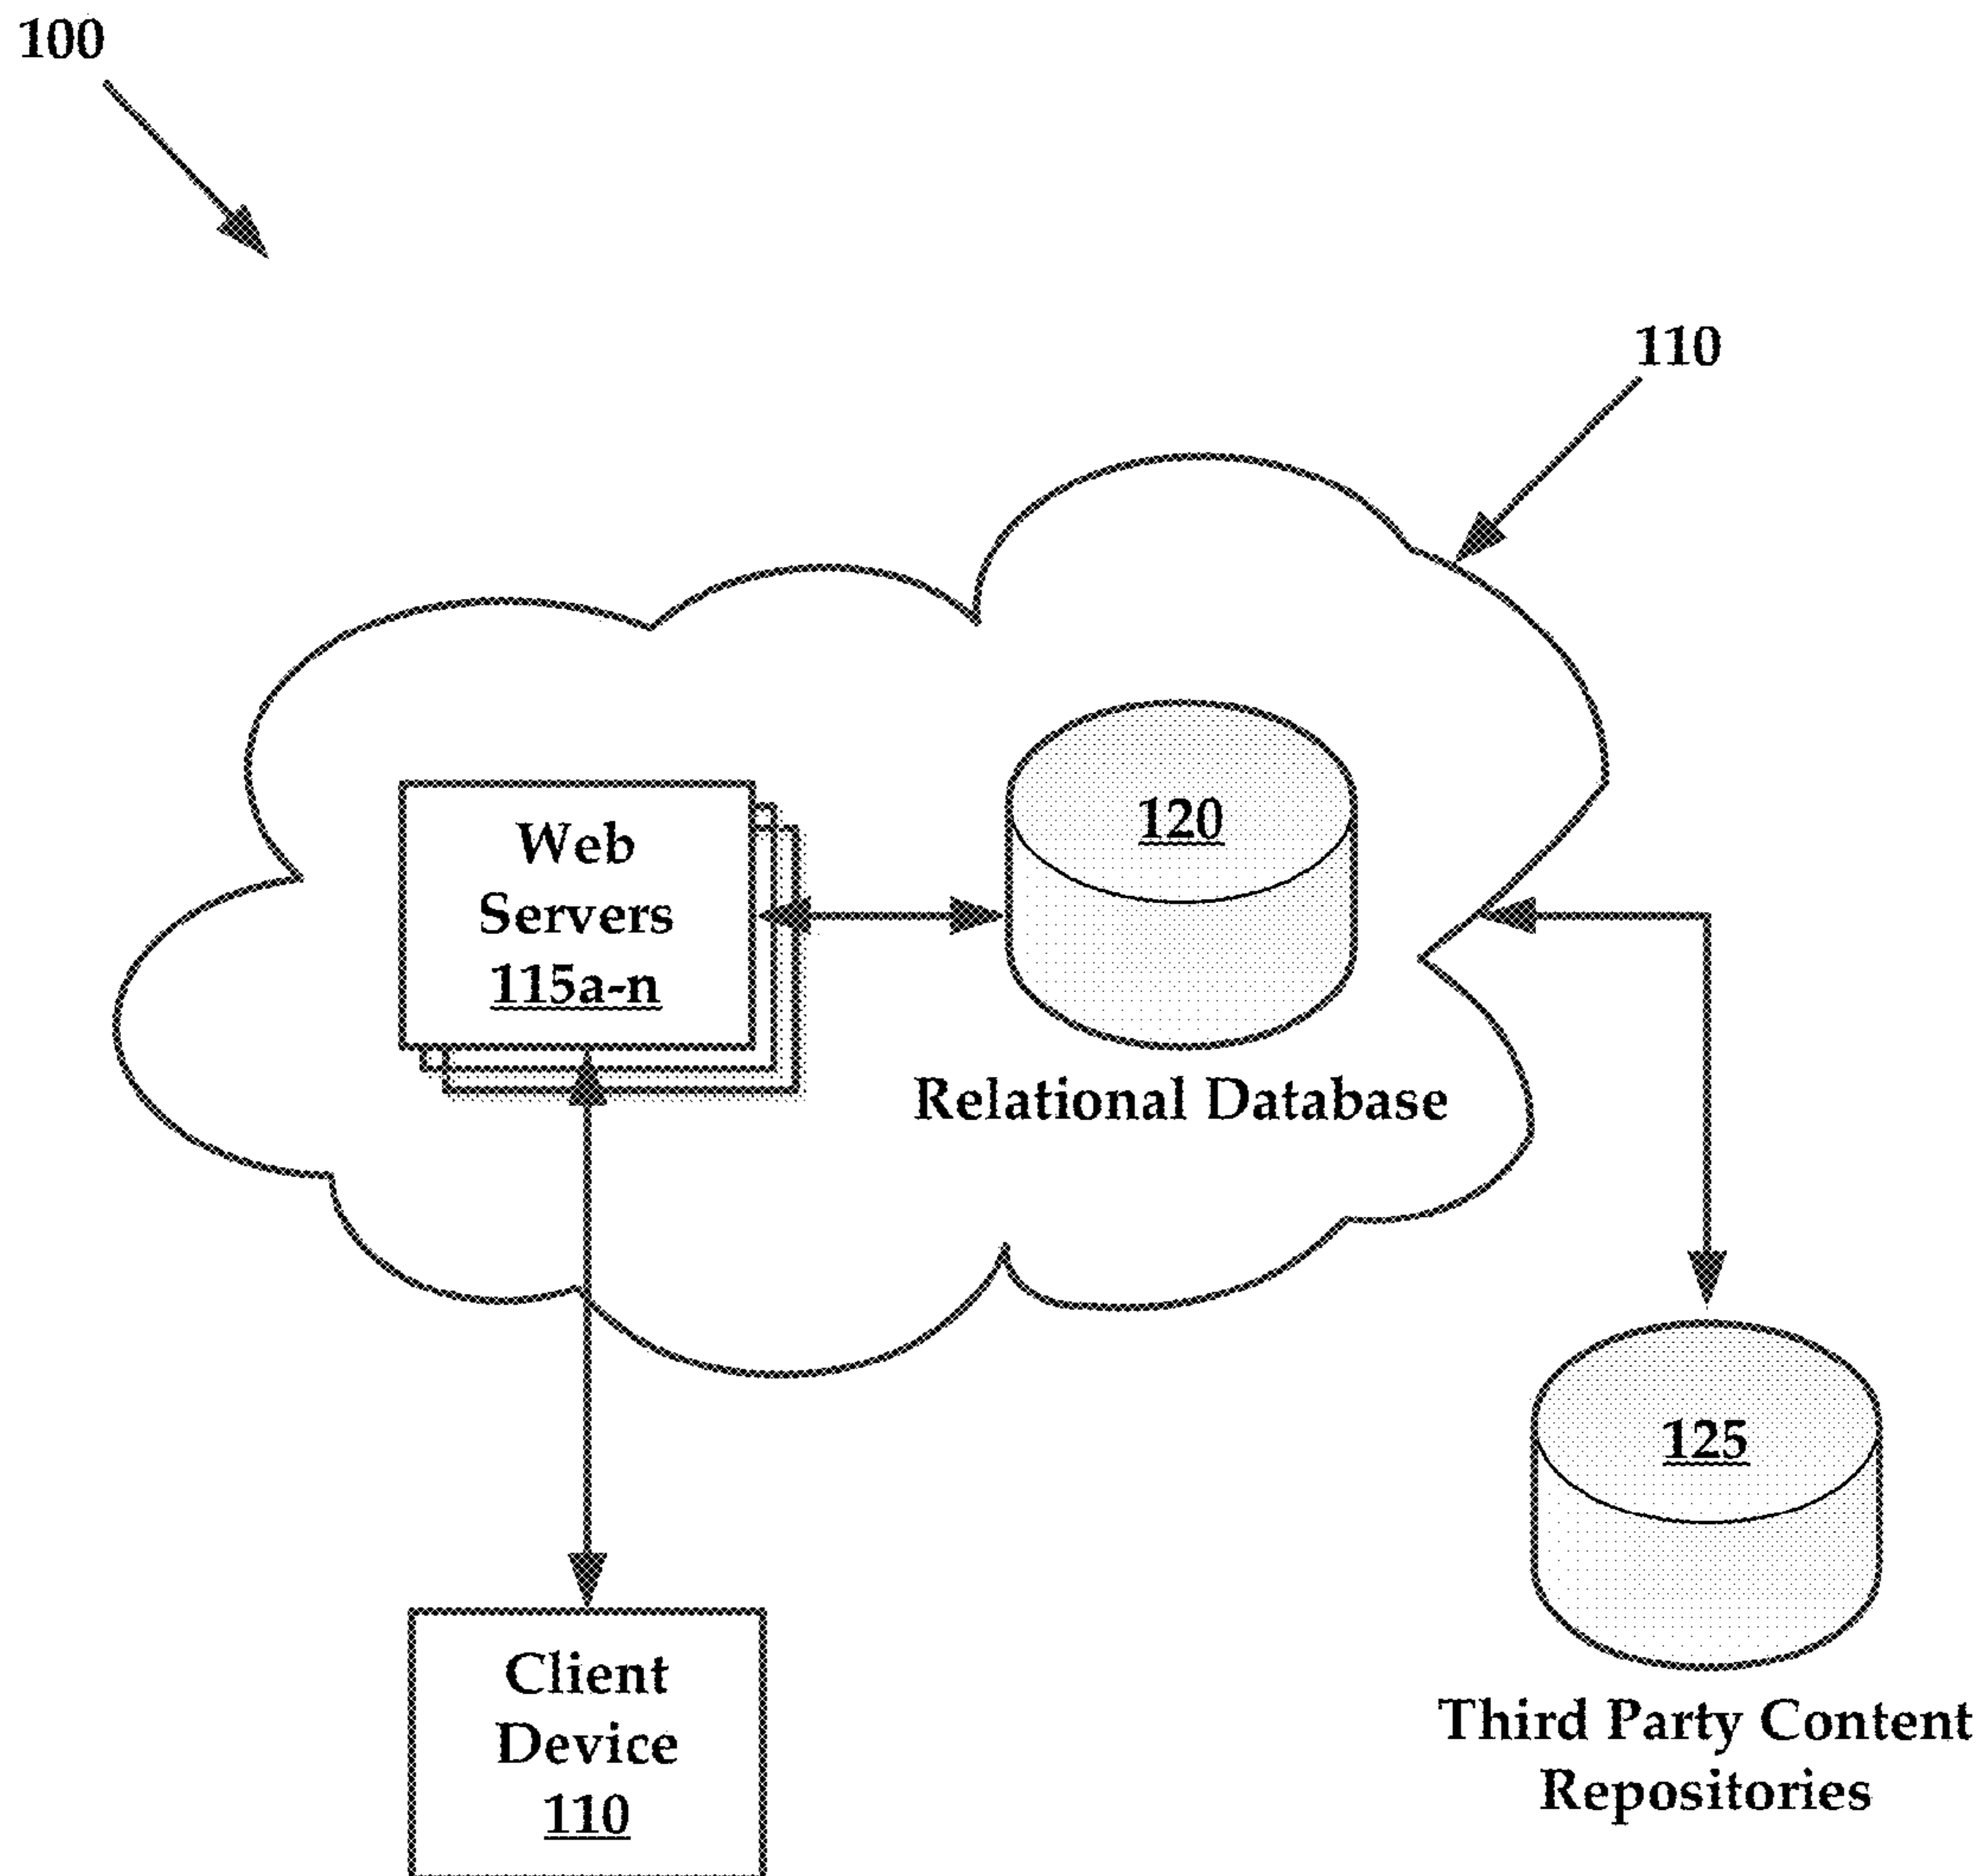 100
110
Web
Servers
115a-n
120
Relational Database
125
Third Party Content
Repositories
Client
Device
110